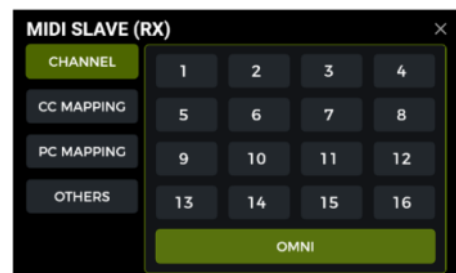 MIDI SLAVE (RX)
CHANNEL
CC MAPPING
PC MAPPING
OTHERS
1 2 3 4
5 6 7 8
9 10 11 12
13 14 15 16
OMNI